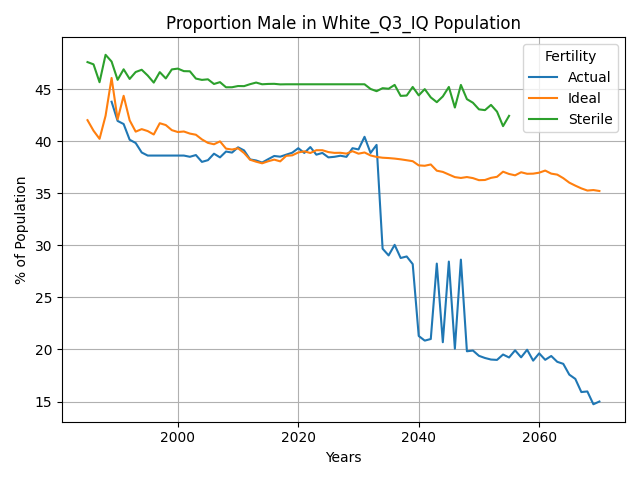 Proportion Male in White_Q3_IQ Population
Fertility
Actual
Ideal
Sterile
% of Population
45
40
35
30
25
20
15
2000
2020
2040
2060
Years